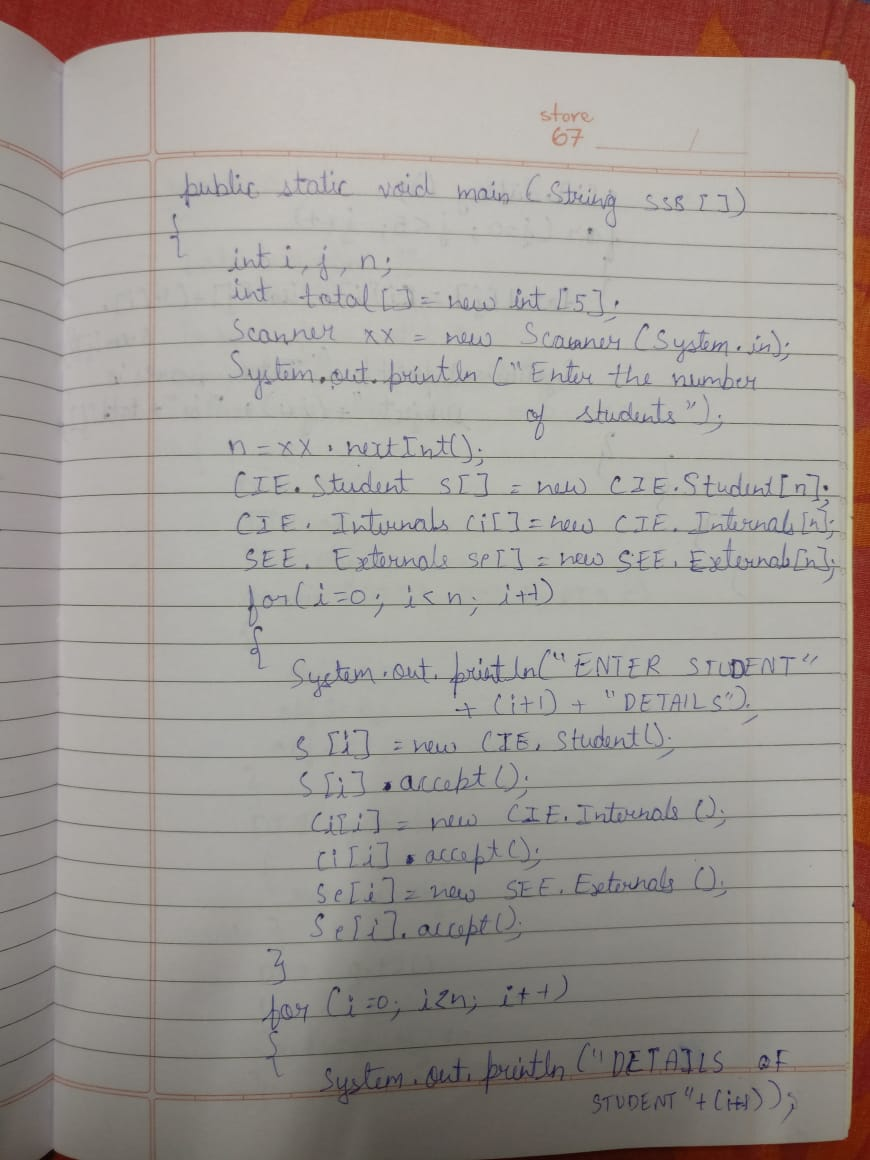 store
67
public static void main (String SSB [])
{
int i, j, n;
int total [] = new int [5];
Scanner xx = new Scanner (System.in);
System.out.println ("Enter the number
of students");
n = xx.nextInt();
CIE.Student s[] = new CIE.Student[n];
CIE.Internals ci[] = new CIE.Internals[n];
SEE.Externals se[] = new SEE.Externals[n];
for(i=0; i<n; i++)
{
System.out.println("ENTER STUDENT"
+ (i+1) + "DETAILS");
s[i] = new CIE.Student();
s[i].accept();
ci[i] = new CIE.Internals ();
ci[i].accept();
se[i] = new SEE.Externals ();
se[i].accept();
}
for (i=0; i<n; i++)
{
System.out.println ("DETAILS OF
STUDENT"+(i+1));